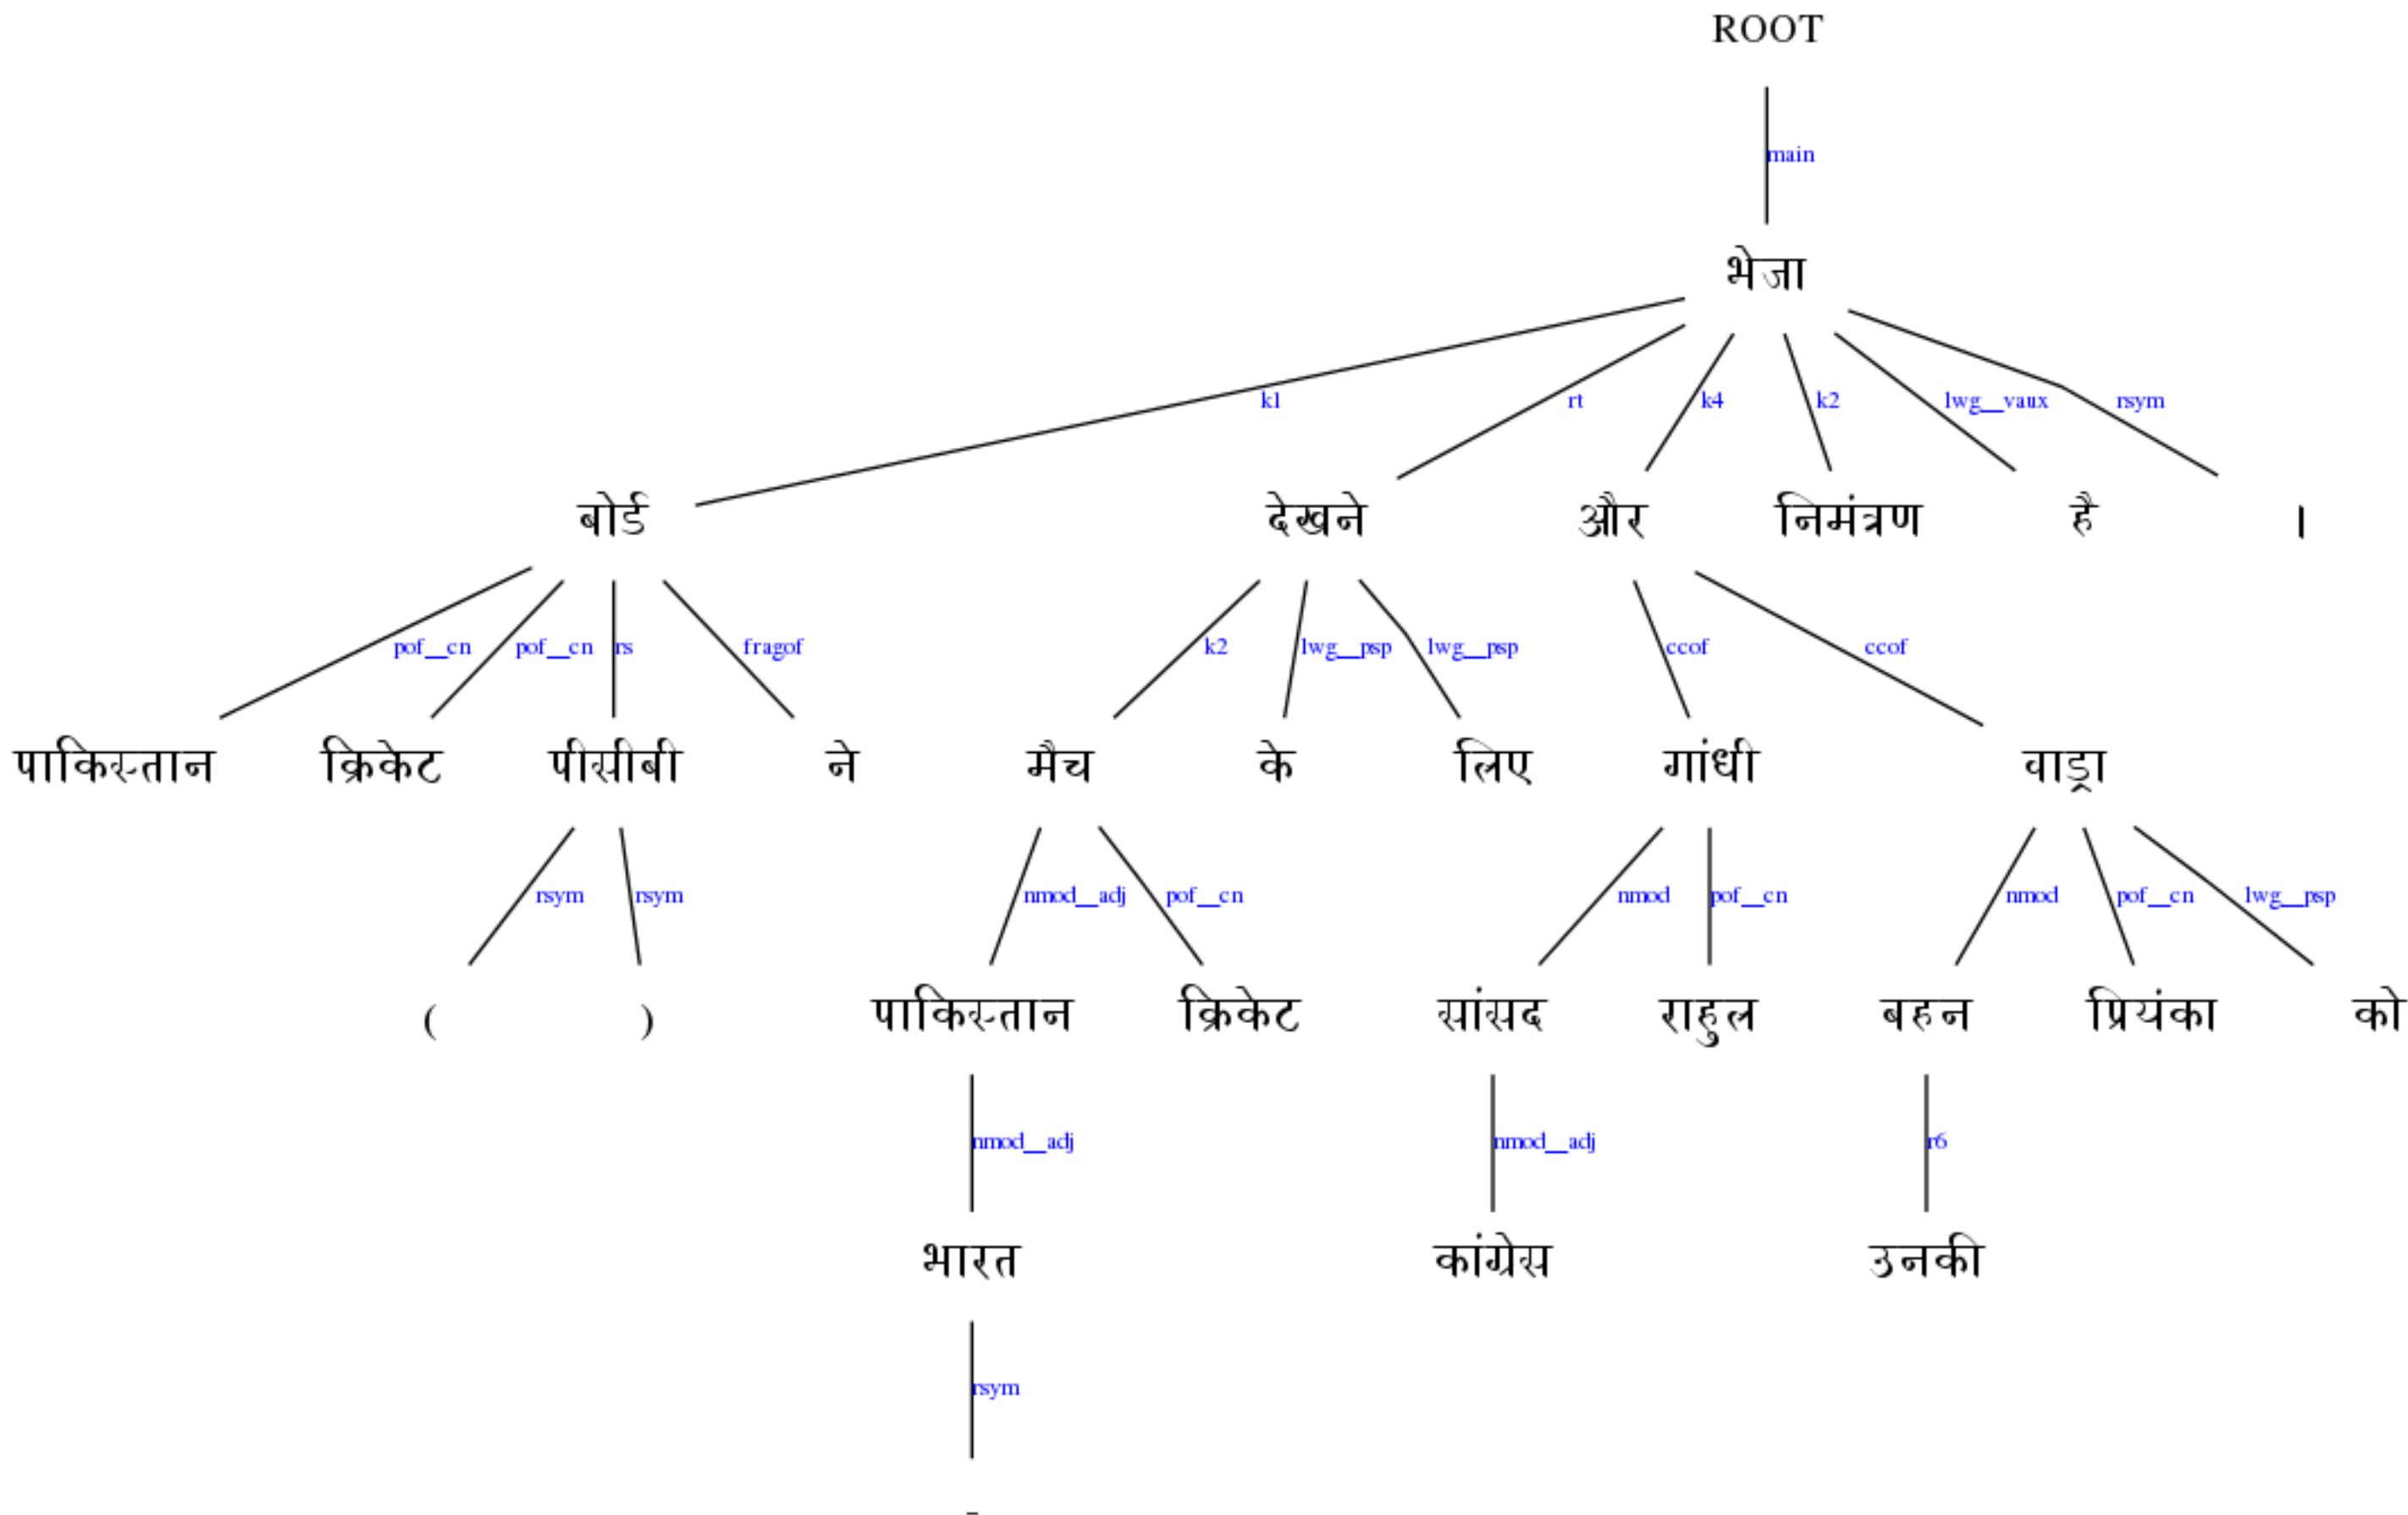 ROOT
main
भेजा
k1 rt k4 k2 lwg__vaux rsym
बोर्ड देखने और निमंत्रण है ।
pof__cn pof__cn rs fragof k2 lwg__psp lwg__psp ccof ccof
पाकिस्तान क्रिकेट पीसीबी ने मैच के लिए गांधी वाड्रा
rsym rsym nmod__adj pof__cn nmod pof__cn nmod pof__cn lwg__psp
( ) पाकिस्तान क्रिकेट सांसद राहुल बहन प्रियंका को
nmod__adj nmod__adj r6
भारत कांग्रेस उनकी
rsym
-